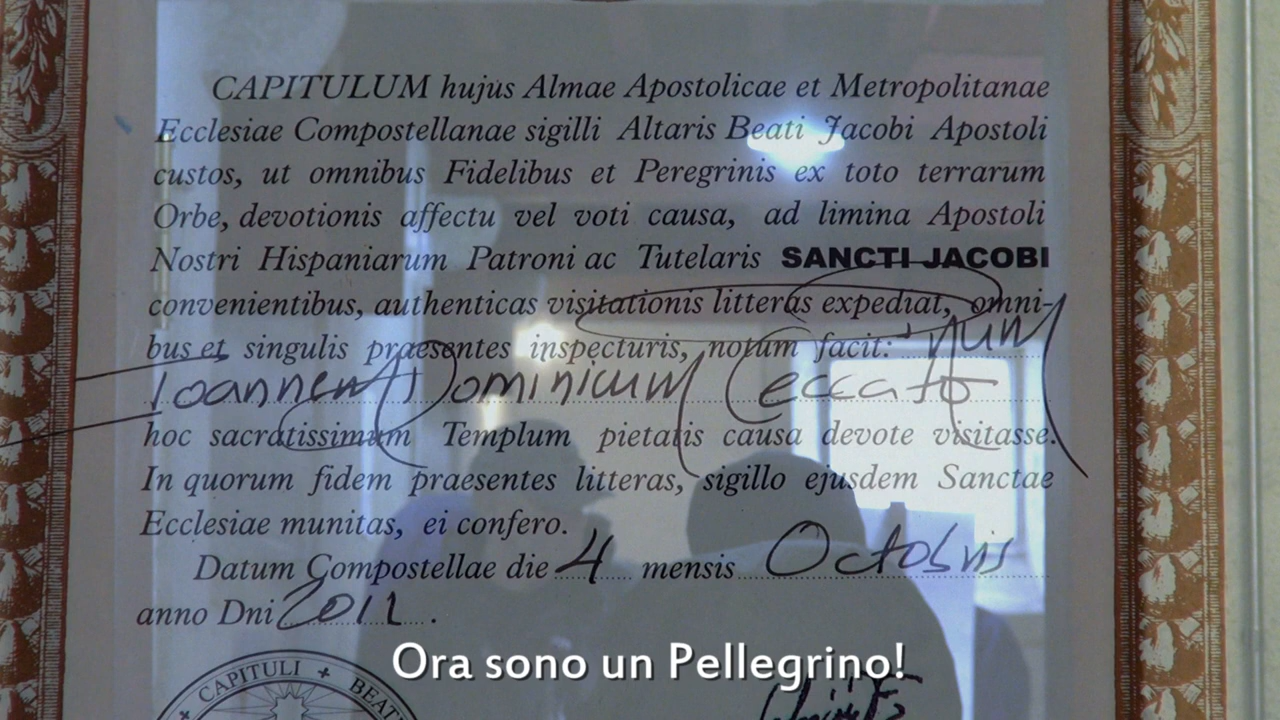 CAPITULUM hujus Almae Apostolicae et Metropolitanae
Ecclesiae Compostellanae sigilli Altaris Beati Jacobi Apostoli
custos, ut omnibus Fidelibus et Peregrinis ex toto terrarum
Orbe, devotionis affectu vel voti causa, ad limina Apostoli
Nostri Hispaniarum Patroni ac Tutelaris SANCTI JACOBI
convenientibus, authenticas visitationis litteras expediat, omni-
bus et singulis praesentes inspecturis, notum facit: num
Ioannem Dominicum Ceccato
hoc sacratissimum Templum pietatis causa devote visitasse.
In quorum fidem praesentes litteras, sigillo ejusdem Sanctae
Ecclesiae munitas, ei confero.
Datum Compostellae die 4 mensis Octobris
anno Dni 2011 .
CAPITULI + BEAT
Ora sono un Pellegrino!